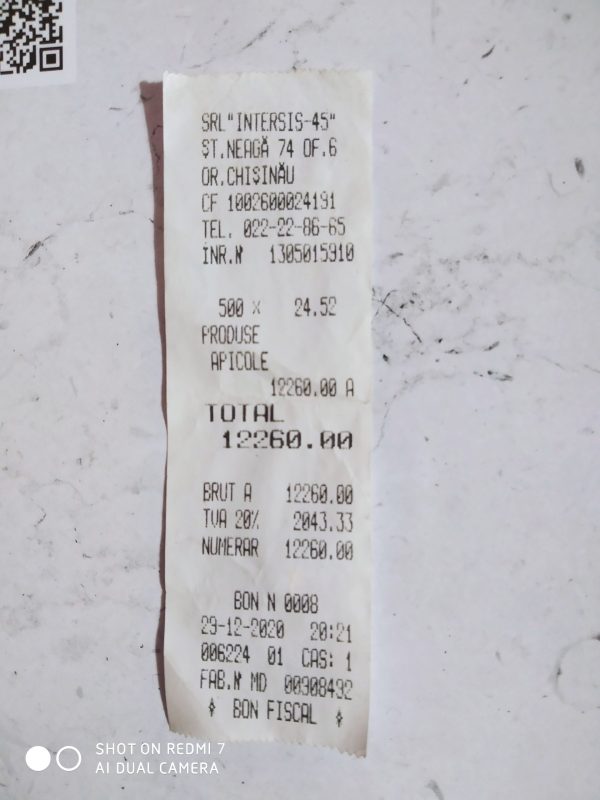 SRL"INTERSIS-45"
ŞT.NEAGĂ 74 OF.6
OR.CHIŞINĂU
CF 1002600024191
TEL. 022-22-86-65
INR.№ 1305015910
500 X 24.52
PRODUSE
APICOLE
12260.00 A
TOTAL
12260.00
BRUT A 12260.00
TVA 20% 2043.33
NUMERAR 12260.00
BON N 0008
29-12-2020 20:21
006224 01 CAS: 1
FAB.№ MD 00908492
BON FISCAL
SHOT ON REDMI 7
AI DUAL CAMERA